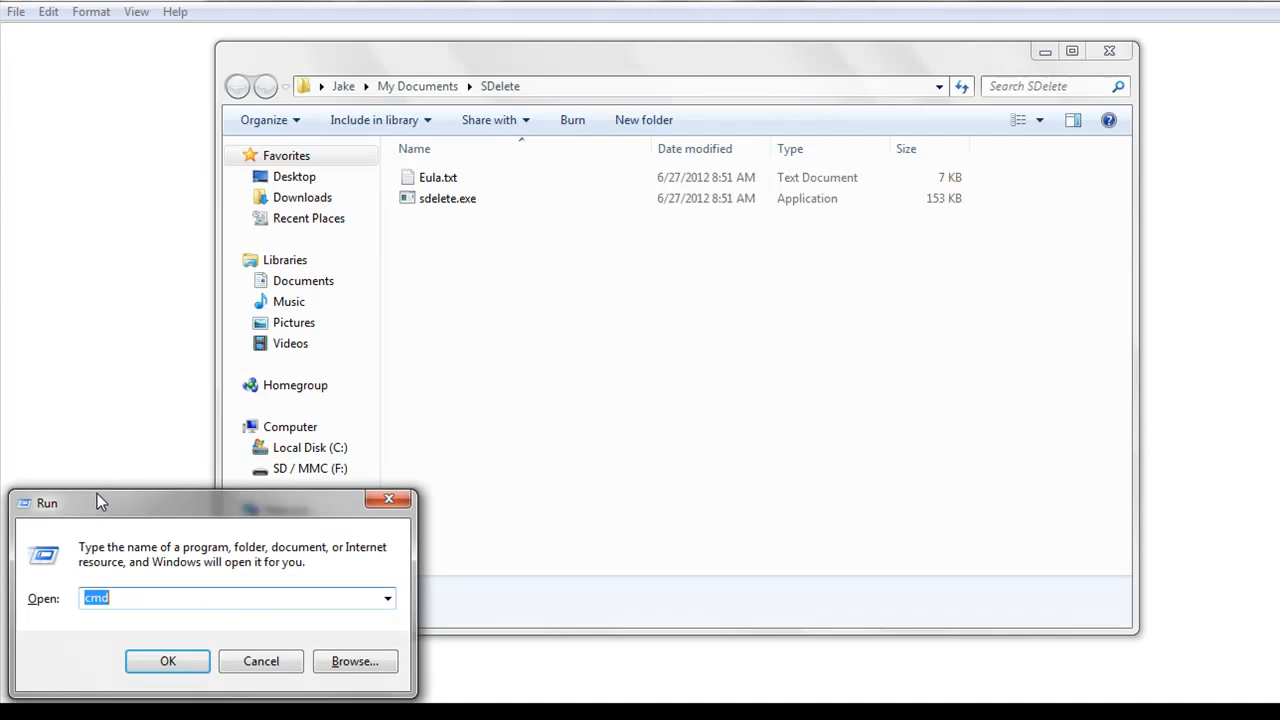 File Edit Format View Help
Jake My Documents SDelete Search SDelete
Organize Include in library Share with Burn New folder
Name Date modified Type Size
Favorites
Eula.txt 6/27/2012 8:51 AM Text Document 7 KB
Desktop
sdelete.exe 6/27/2012 8:51 AM Application 153 KB
Downloads
Recent Places
Libraries
Documents
Music
Pictures
Videos
Homegroup
Computer
Local Disk (C:)
SD / MMC (F:)
Run
Type the name of a program, folder, document, or Internet
resource, and Windows will open it for you.
Open: cmd
OK Cancel Browse...